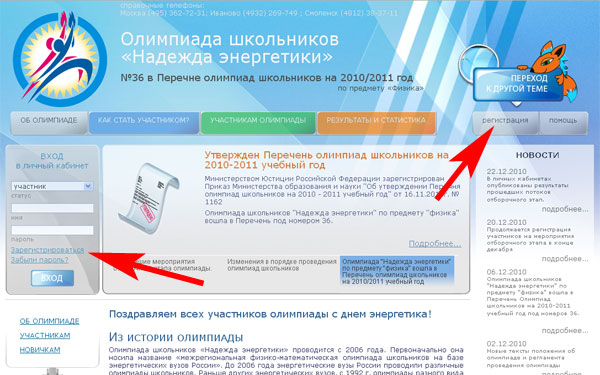 справочные телефоны:
Москва (495) 362-72-31; Иваново (4932) 269-749 ; Смоленск (4812) 38-37-11
Олимпиада школьников
«Надежда энергетики»
№36 в Перечне олимпиад школьников на 2010/2011 год
по предмету «Физика»
ПЕРЕХОД
К ДРУГОЙ ТЕМЕ
ОБ ОЛИМПИАДЕ
КАК СТАТЬ УЧАСТНИКОМ?
УЧАСТНИКАМ ОЛИМПИАДЫ
РЕЗУЛЬТАТЫ И СТАТИСТИКА
регистрация
помощь
ВХОД
в личный кабинет
участник
статус
имя
пароль
Зарегистрироваться
Забыли пароль?
ВХОД
Утвержден Перечень олимпиад школьников на
2010-2011 учебный год
Министерством Юстиции Российской Федерации зарегистрирован
Приказ Министерства образования и науки "Об утверждении Перечня
олимпиад школьников на 2010 - 2011 учебный год" от 16.11.2010 №
1162
Олимпиада школьников "Надежда энергетики" по предмету "физика"
вошла в Перечень под номером 36.
Подробнее...
мероприятия
олимпиады.
Изменения в порядке проведения
олимпиад школьников
Олимпиада "Надежда энергетики"
по предмету "физика" вошла в
Перечень олимпиад школьников
на 2010/2011 учебный год
НОВОСТИ
22.12.2010
В личных кабинетах
опубликованы результаты
прошедших потоков
отборочного этап.
подробнее...
20.12.2010
Продолжается регистрация
участников на мероприятия
отборочного этапа в конце
декабря
подробнее...
06.12.2010
Олимпиада школьников
"Надежда энергетики" по
предмету "физика" вошла в
Перечень Олимпиад
школьников на 2010-2011
учебный год под номером 36.
подробнее...
02.12.2010
Новые тексты положения об
олимпиаде и регламента
проведения олимпиады
ОБ ОЛИМПИАДЕ
УЧАСТНИКАМ
НОВИЧКАМ
Поздравляем всех участников олимпиады с днем энергетика!
Из истории олимпиады
Олимпиада школьников «Надежда энергетики» проводится с 2006 года. Первоначально она
носила название «межрегиональная физико-математическая олимпиада школьников на базе
энергетических вузов России». До 2006 года энергетические вузы России проводили различные
олимпиады школьников. Раньше других энергетических вузов, с 1992 г. олимпиады разного вида